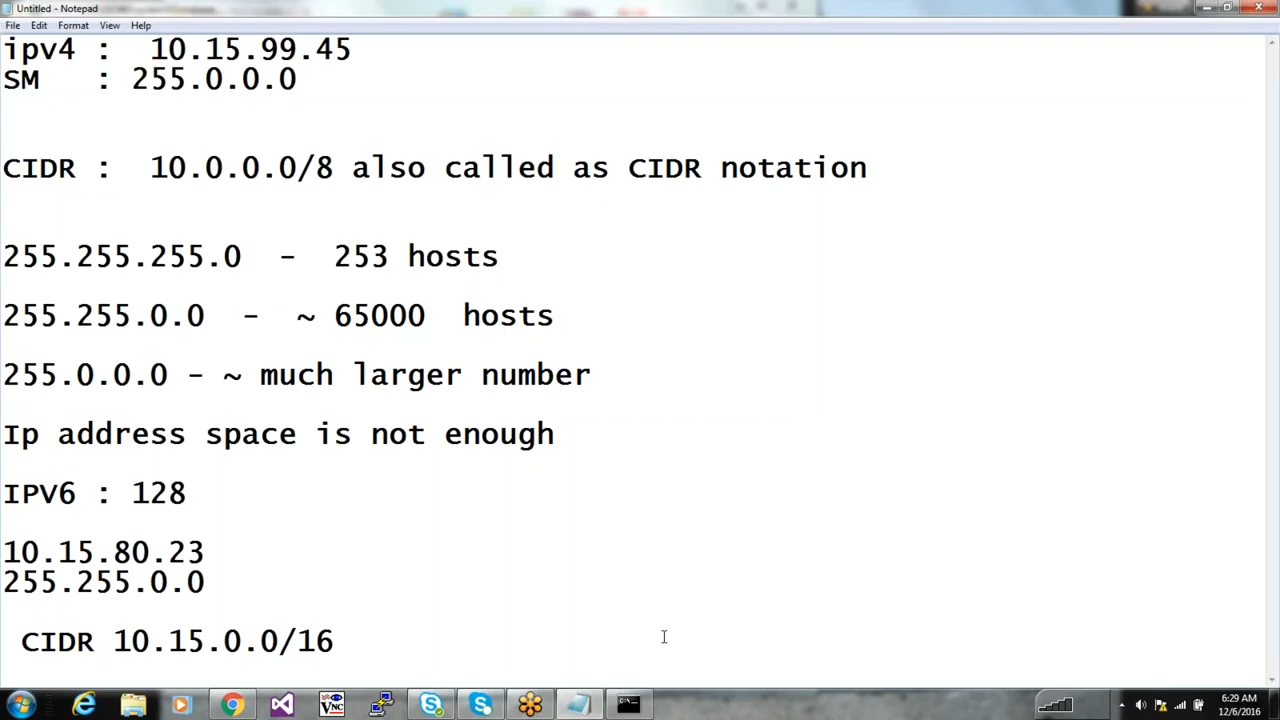 Untitled - Notepad
File Edit Format View Help
ipv4 : 10.15.99.45
SM : 255.0.0.0
CIDR : 10.0.0.0/8 also called as CIDR notation
255.255.255.0 - 253 hosts
255.255.0.0 - ~ 65000 hosts
255.0.0.0 - ~ much larger number
Ip address space is not enough
IPV6 : 128
10.15.80.23
255.255.0.0
CIDR 10.15.0.0/16
6:29 AM
12/6/2016